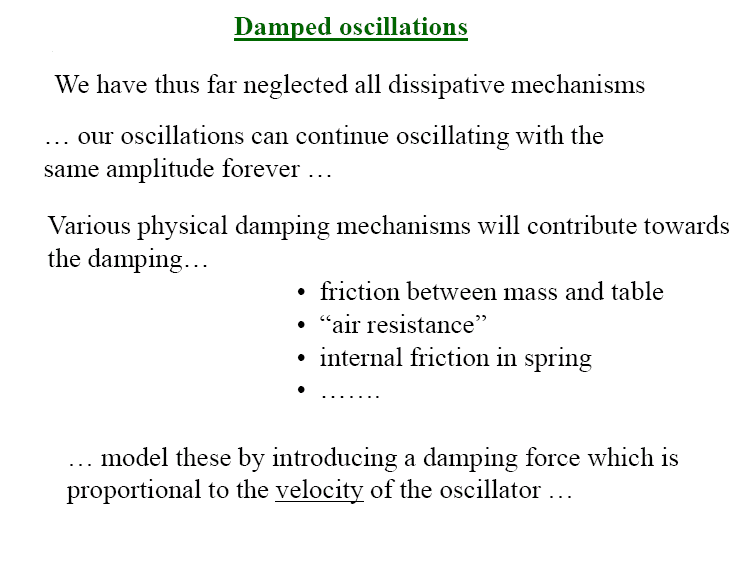 Damped oscillations
We have thus far neglected all dissipative mechanisms
… our oscillations can continue oscillating with the
same amplitude forever …
Various physical damping mechanisms will contribute towards
the damping…
• friction between mass and table
• “air resistance”
• internal friction in spring
• …….
… model these by introducing a damping force which is
proportional to the velocity of the oscillator …